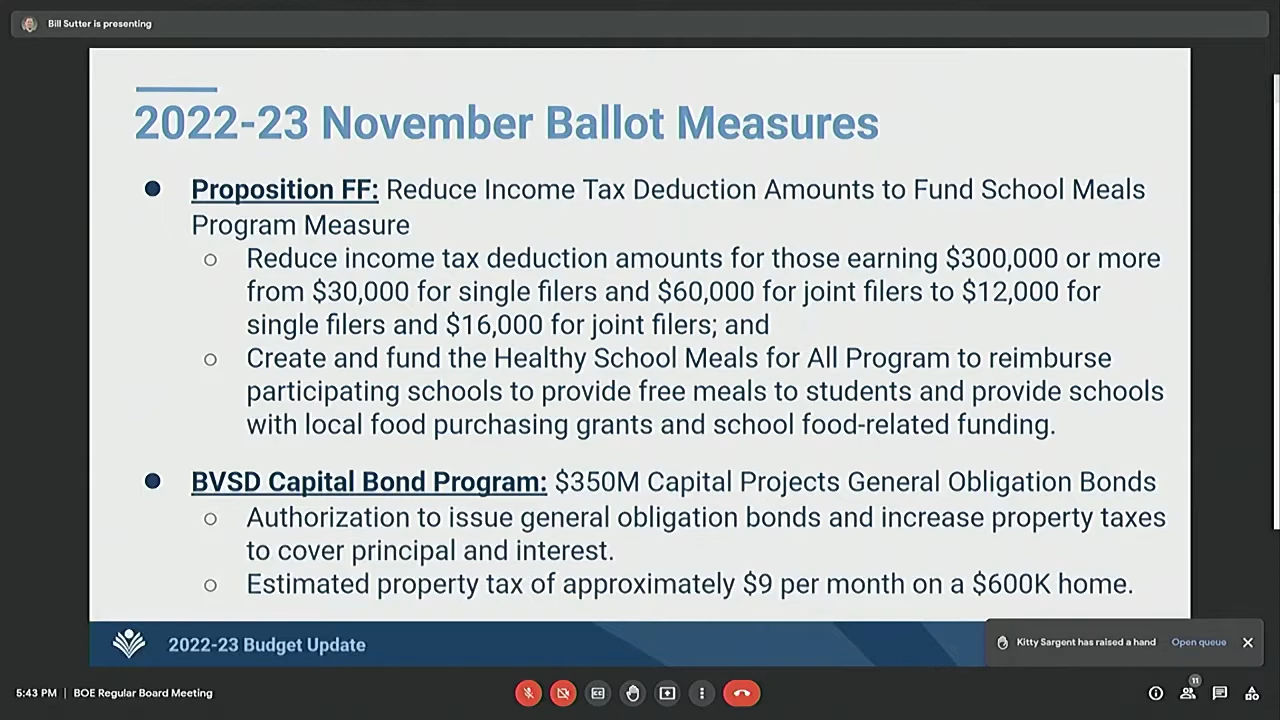 Bill Sutter is presenting
2022-23 November Ballot Measures
Proposition FF: Reduce Income Tax Deduction Amounts to Fund School Meals
Program Measure
Reduce income tax deduction amounts for those earning $300,000 or more
from $30,000 for single filers and $60,000 for joint filers to $12,000 for
single filers and $16,000 for joint filers; and
Create and fund the Healthy School Meals for All Program to reimburse
participating schools to provide free meals to students and provide schools
with local food purchasing grants and school food-related funding.
BVSD Capital Bond Program: $350M Capital Projects General Obligation Bonds
Authorization to issue general obligation bonds and increase property taxes
to cover principal and interest.
Estimated property tax of approximately $9 per month on a $600K home.
2022-23 Budget Update
Kitty Sargent has raised a hand Open queue
5:43 PM | BOE Regular Board Meeting
11